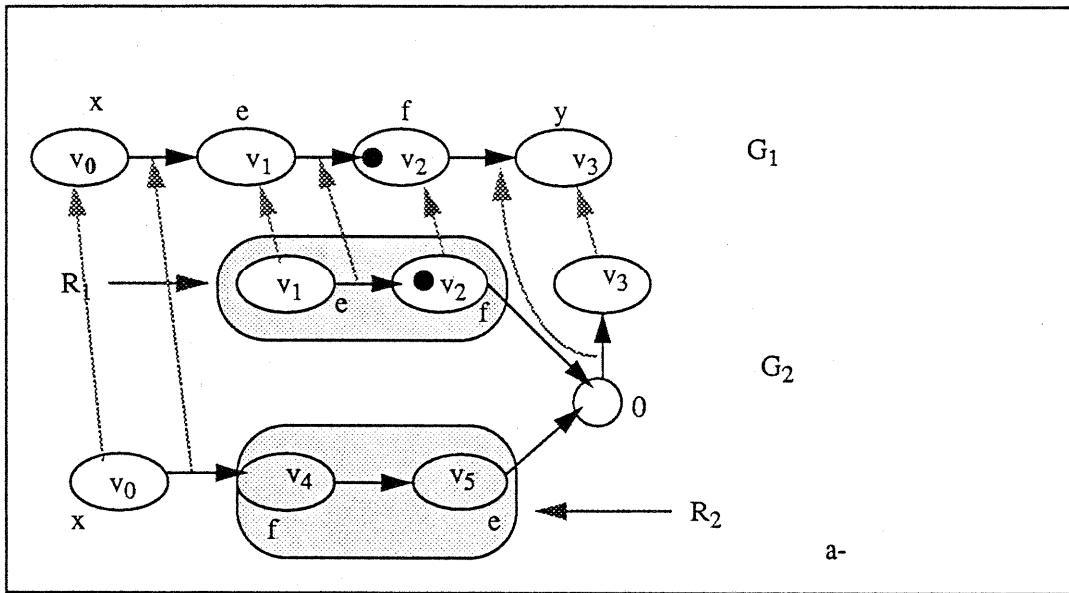 x e f y
v0 v1 v2 v3 G1
R1 v1 e v2 f v3
G2
0
v0 v4 v5
x f e R2
a-